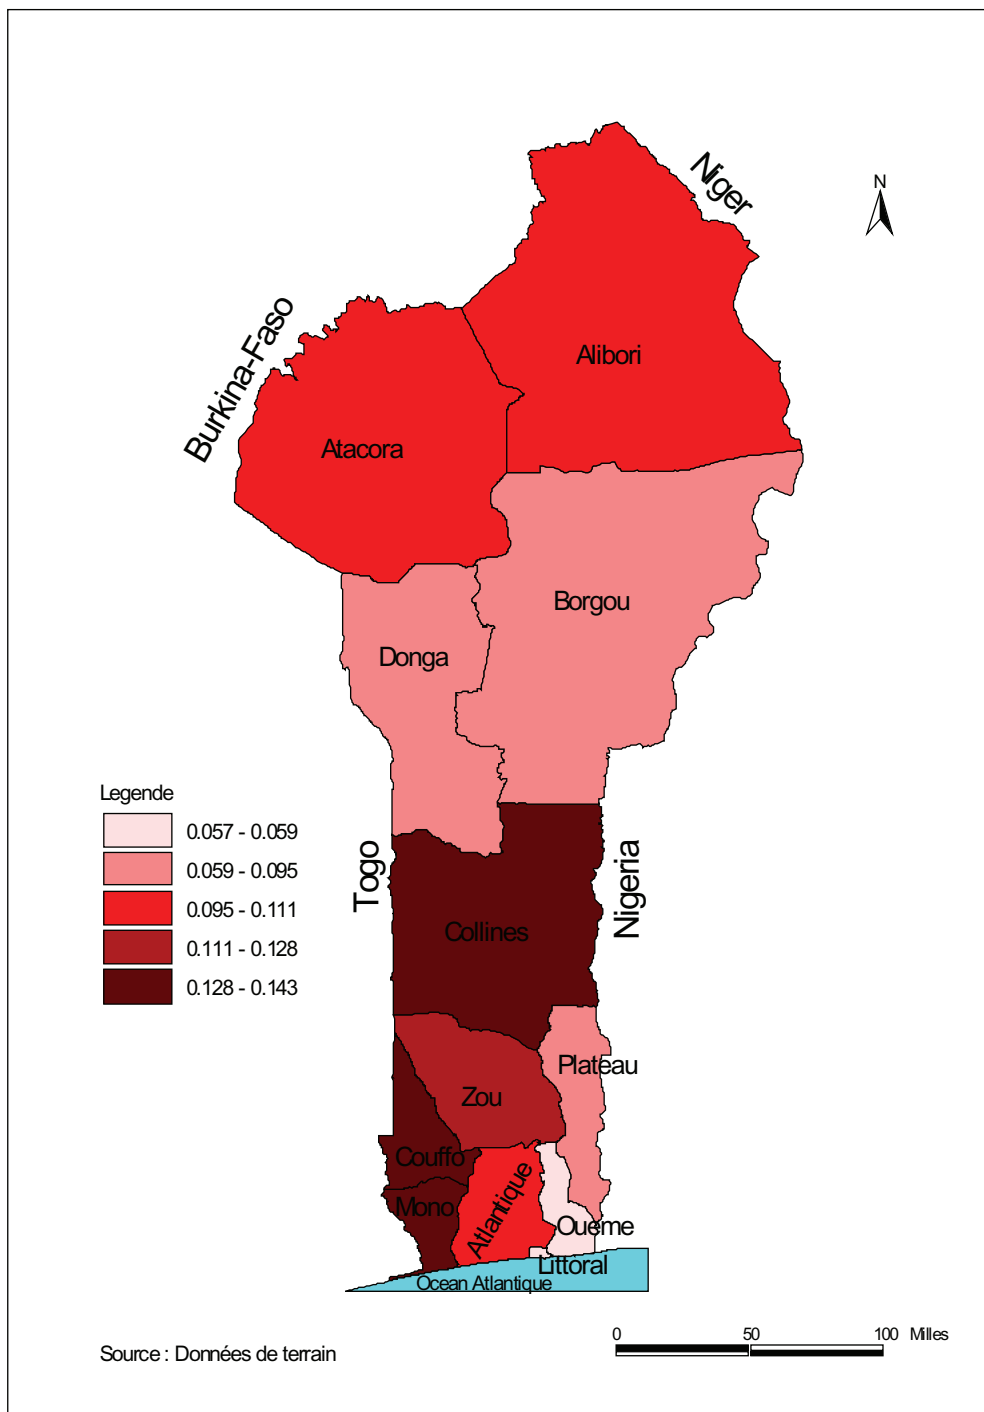 N
Niger
Burkina-Faso
Alibori
Atacora
Borgou
Donga
Legende
0.057 - 0.059
0.059 - 0.095
0.095 - 0.111
0.111 - 0.128
0.128 - 0.143
Togo
Nigeria
Collines
Plateau
Zou
Couffo
Mono
Atlantique
Oueme
Littoral
Ocean Atlantique
0 50 100 Milles
Source : Données de terrain